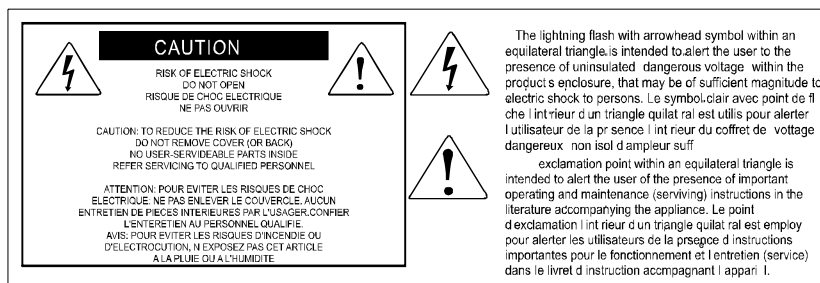 CAUTION
RISK OF ELECTRIC SHOCK
DO NOT OPEN
RISQUE DE CHOC ELECTRIQUE
NE PAS OUVRIR
CAUTION: TO REDUCE THE RISK OF ELECTRIC SHOCK
DO NOT REMOVE COVER (OR BACK)
NO USER-SERVIDEABLE PARTS INSIDE
REFER SERVICING TO QUALIFIED PERSONNEL
ATTENTION: POUR EVITER LES RISQUES DE CHOC
ELECTRIQUE: NE PAS ENLEVER LE COUVERCLE. AUCUN
ENTRETIEN DE PIECES INTERIEURES PAR L'USAGER.CONFIER
L'ENTERETIEN AU PERSONNEL QUALIFIE.
AVIS: POUR EVITER LES RISQUES D'INCENDIE OU
D'ELECTROCUTION, N EXPOSEZ PAS CET ARTICLE
A LA PLUIE OU A L'HUMIDITE
The lightning flash with arrowhead symbol within an
equilateral triangle. is intended to.alert the user to the
presence of uninsulated dangerous voltage within the
product s enclosure, that may be of sufficient magnitude to
electric shock to persons. Le symbol.clair avec point de fl
che l int rieur d un triangle quilat ral est utilis pour alerter
l utilisateur de la pr sence l int rieur du coffret de vottage
dangereux non isol d ampleur suff
exclamation point within an equilateral triangle is
intended to alert the user of the presence of important
operating and maintenance (serviving) instructions in the
literature accompanying the appliance. Le point
d exclamation l int rieur d un triangle quilat ral est employ
pour alerter les utilisateurs de la prsence d instructions
importantes pour le fonctionnement et l entretien (service)
dans le livret d instruction accmpagnant l appari l.